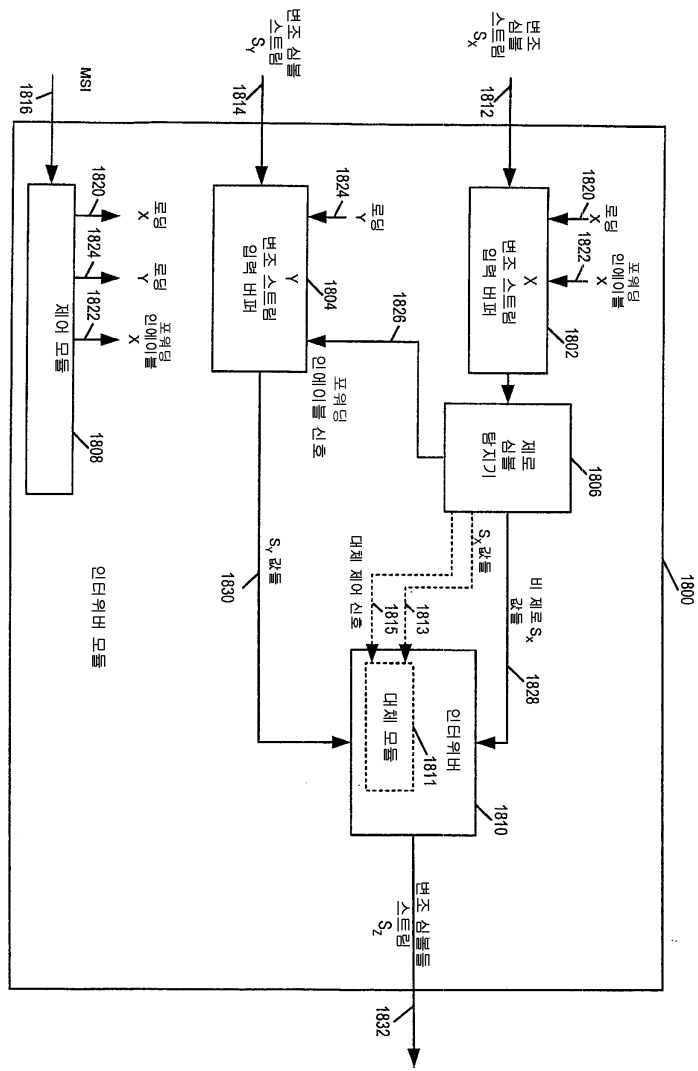 1800
변조
심볼
스트림
S_X
1812
로딩
X
1820
포워딩
인에이블
X
1822
X
변조 스트림
입력 버퍼
1802
제로
심볼
탐지기
1806
비 제로 S_X
값들
1828
S_X 값들
1813
대체 제어 신호
1815
인터위버
대체 모듈
1811
1810
변조 심볼들
스트림
S_Z
1832
변조 심볼
스트림
S_Y
1814
로딩
Y
1824
Y
변조 스트림
입력 버퍼
1804
1826
포워딩
인에이블 신호
S_Y 값들
1830
MSI
1816
로딩
X
1820
로딩
Y
1824
포워딩
인에이블
X
1822
제어 모듈
1808
인터위버 모듈